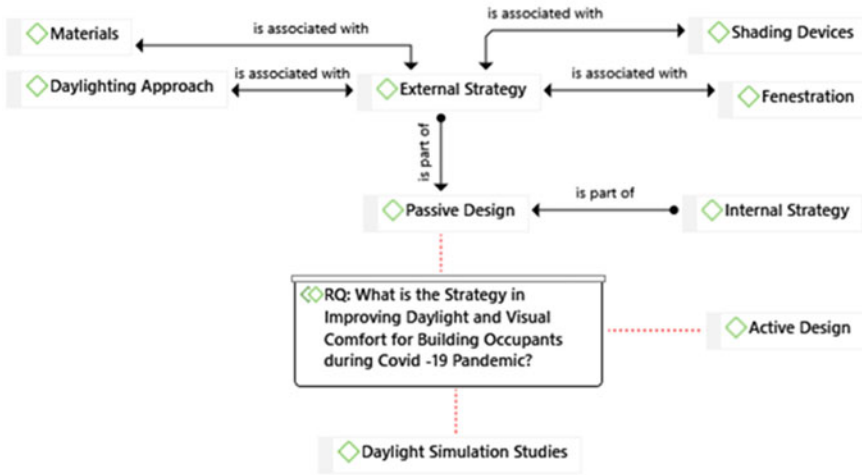 is associated with
Materials
is associated with
Shading Devices
Daylighting Approach
is associated with
External Strategy
is associated with
Fenestration
is part of
Passive Design
is part of
Internal Strategy
RQ: What is the Strategy in
Improving Daylight and Visual
Comfort for Building Occupants
during Covid -19 Pandemic?
Active Design
Daylight Simulation Studies